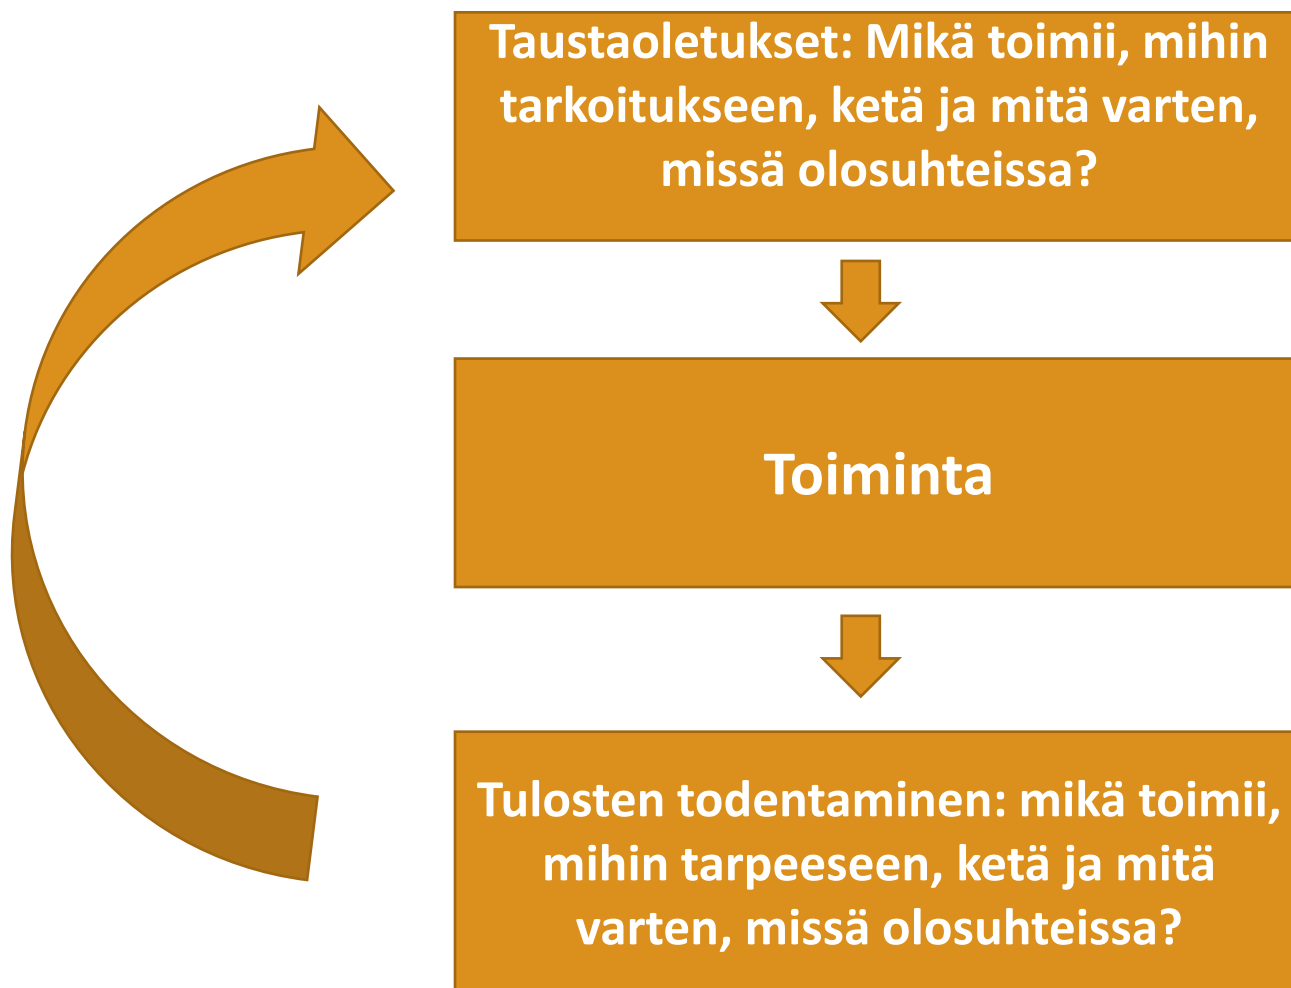 Taustaoletukset: Mikä toimii, mihin
tarkoitukseen, ketä ja mitä varten,
missä olosuhteissa?
Toiminta
Tulosten todentaminen: mikä toimii,
mihin tarpeeseen, ketä ja mitä
varten, missä olosuhteissa?